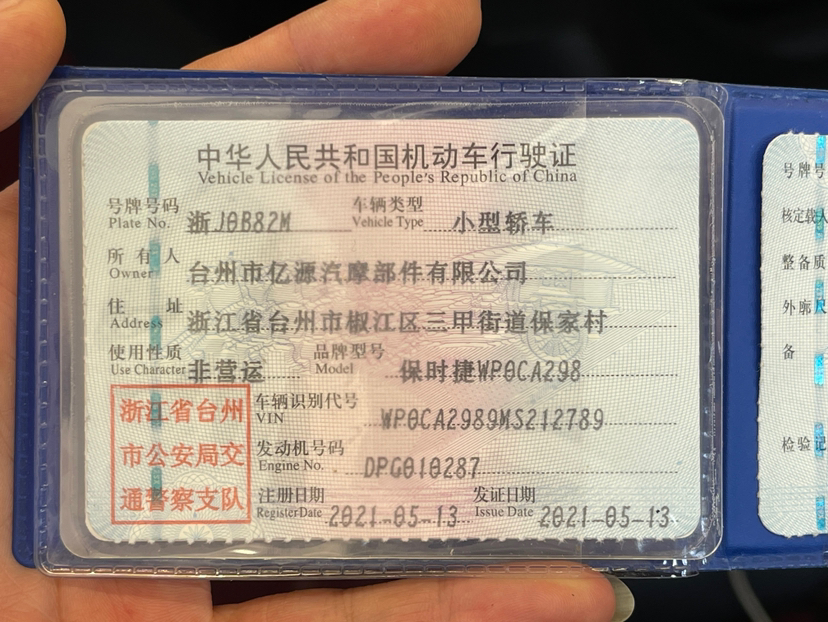 中华人民共和国机动车行驶证
Vehicle License of the People's Republic of China
号牌号码 浙J0B82M 车辆类型 小型轿车
Plate No. Vehicle Type
所有人 台州市亿源汽摩部件有限公司
Owner
住址 浙江省台州市椒江区三甲街道保家村
Address
使用性质 非营运 品牌型号 保时捷WP0CA298
Use Character Model
车辆识别代号 WP0CA2989MS212789
VIN
发动机号码 DPG010287
Engine No.
注册日期 2021-05-13 发证日期 2021-05-13
Register Date Issue Date
浙江省台州
市公安局交
通警察支队
号牌号
核定载人
整备质
外廓尺
备
检验记